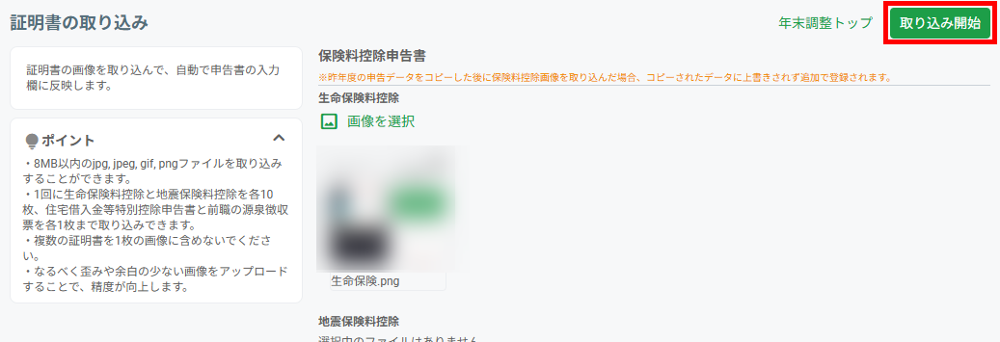 証明書の取り込み
年末調整トップ
取り込み開始
証明書の画像を取り込んで、自動で申告書の入力
欄に反映します。
ポイント
・8MB以内のjpg, jpeg, gif, pngファイルを取り込み
することができます。
・1回に生命保険料控除と地震保険料控除を各10
枚、住宅借入金等特別控除申告書と前職の源泉徴収
票を各1枚まで取り込みできます。
・複数の証明書を1枚の画像に含めないでくださ
い。
・なるべく歪みや余白の少ない画像をアップロード
することで、精度が向上します。
保険料控除申告書
※昨年度の申告データをコピーした後に保険料控除画像を取り込んだ場合、コピーされたデータに上書きされず追加で登録されます。
生命保険料控除
画像を選択
生命保険.png
地震保険料控除
選択中のファイルはありません